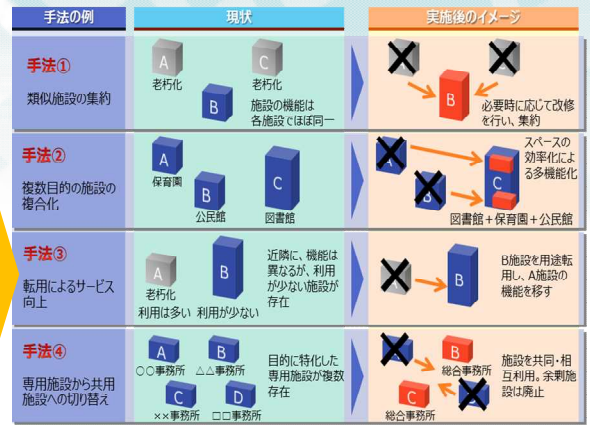 手法の例
現状
実施後のイメージ
手法①
類似施設の集約
A
老朽化
B
C
老朽化
施設の機能は
各施設でほぼ同一
A
C
B
必要時に応じて改修
を行い、集約
手法②
複数目的の施設の
複合化
A
保育園
B
公民館
C
図書館
A
B
C
スペースの
効率化によ
る多機能化
図書館+保育園+公民館
手法③
転用によるサービス
向上
A
老朽化
利用は多い
B
利用が少ない
近隣に、機能は
異なるが、利用
が少ない施設が
存在
A
B
B施設を用途転
用し、A施設の
機能を移す
手法④
専用施設から共用
施設への切り替え
A
○○事務所
B
△△事務所
C
××事務所
D
□□事務所
目的に特化した
専用施設が複数
存在
B
総合事務所
C
総合事務所
施設を共同・相
互利用。余剰施
設は廃止